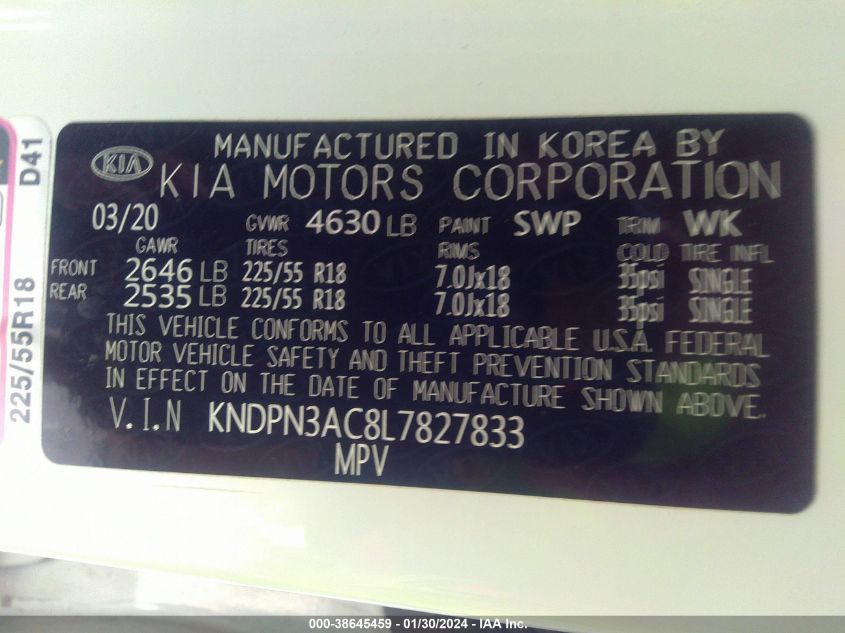 MANUFACTURED IN KOREA BY
KIA KIA MOTORS CORPORATION
03/20 GVWR 4630 LB PAINT SWP TRIM WK
GAWR TIRES RIMS COLD TIRE INFL
FRONT 2646 LB 225/55 R18 7.0Jx18 35psi SINGLE
REAR 2535 LB 225/55 R18 7.0Jx18 35psi SINGLE
THIS VEHICLE CONFORMS TO ALL APPLICABLE U.S.A. FEDERAL
MOTOR VEHICLE SAFETY AND THEFT PREVENTION STANDARDS
IN EFFECT ON THE DATE OF MANUFACTURE SHOWN ABOVE.
V.I.N KNDPN3AC8L7827833
MPV
225/55R18 D41
000-38645459 - 01/30/2024 - IAA Inc.